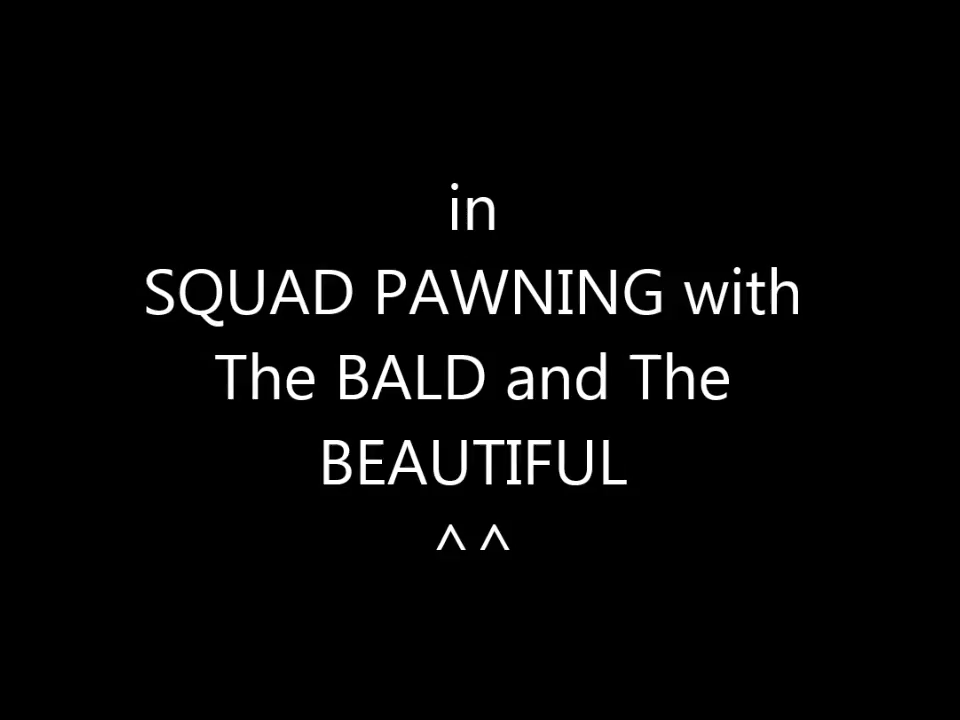 in
SQUAD PAWNING with
The BALD and The
BEAUTIFUL
^ ^